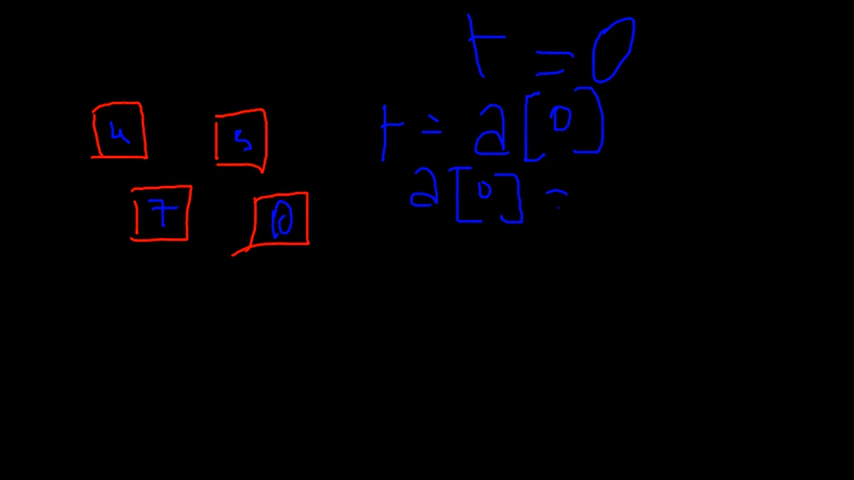 t = 0
4 5 t = a[0]
7 0 a[0] =